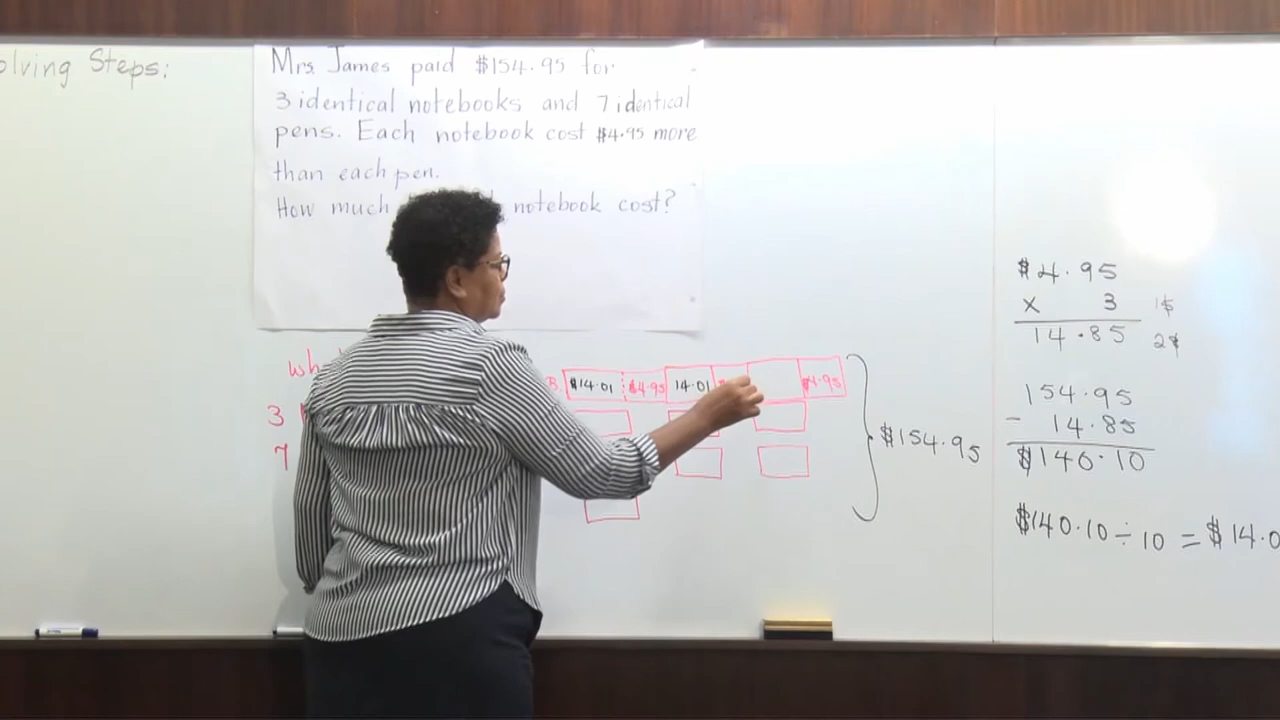 olving Steps:
Mrs. James paid $154.95 for
3 identical notebooks and 7 identical
pens. Each notebook cost $4.95 more
than each pen.
How much notebook cost?
wh
B. $14.01 $4.95 14.01 $4.95
3
7
$154.95
$4.95
x 3
14.85
154.95
- 14.85
$140.10
$140.10 ÷ 10 = $14.0